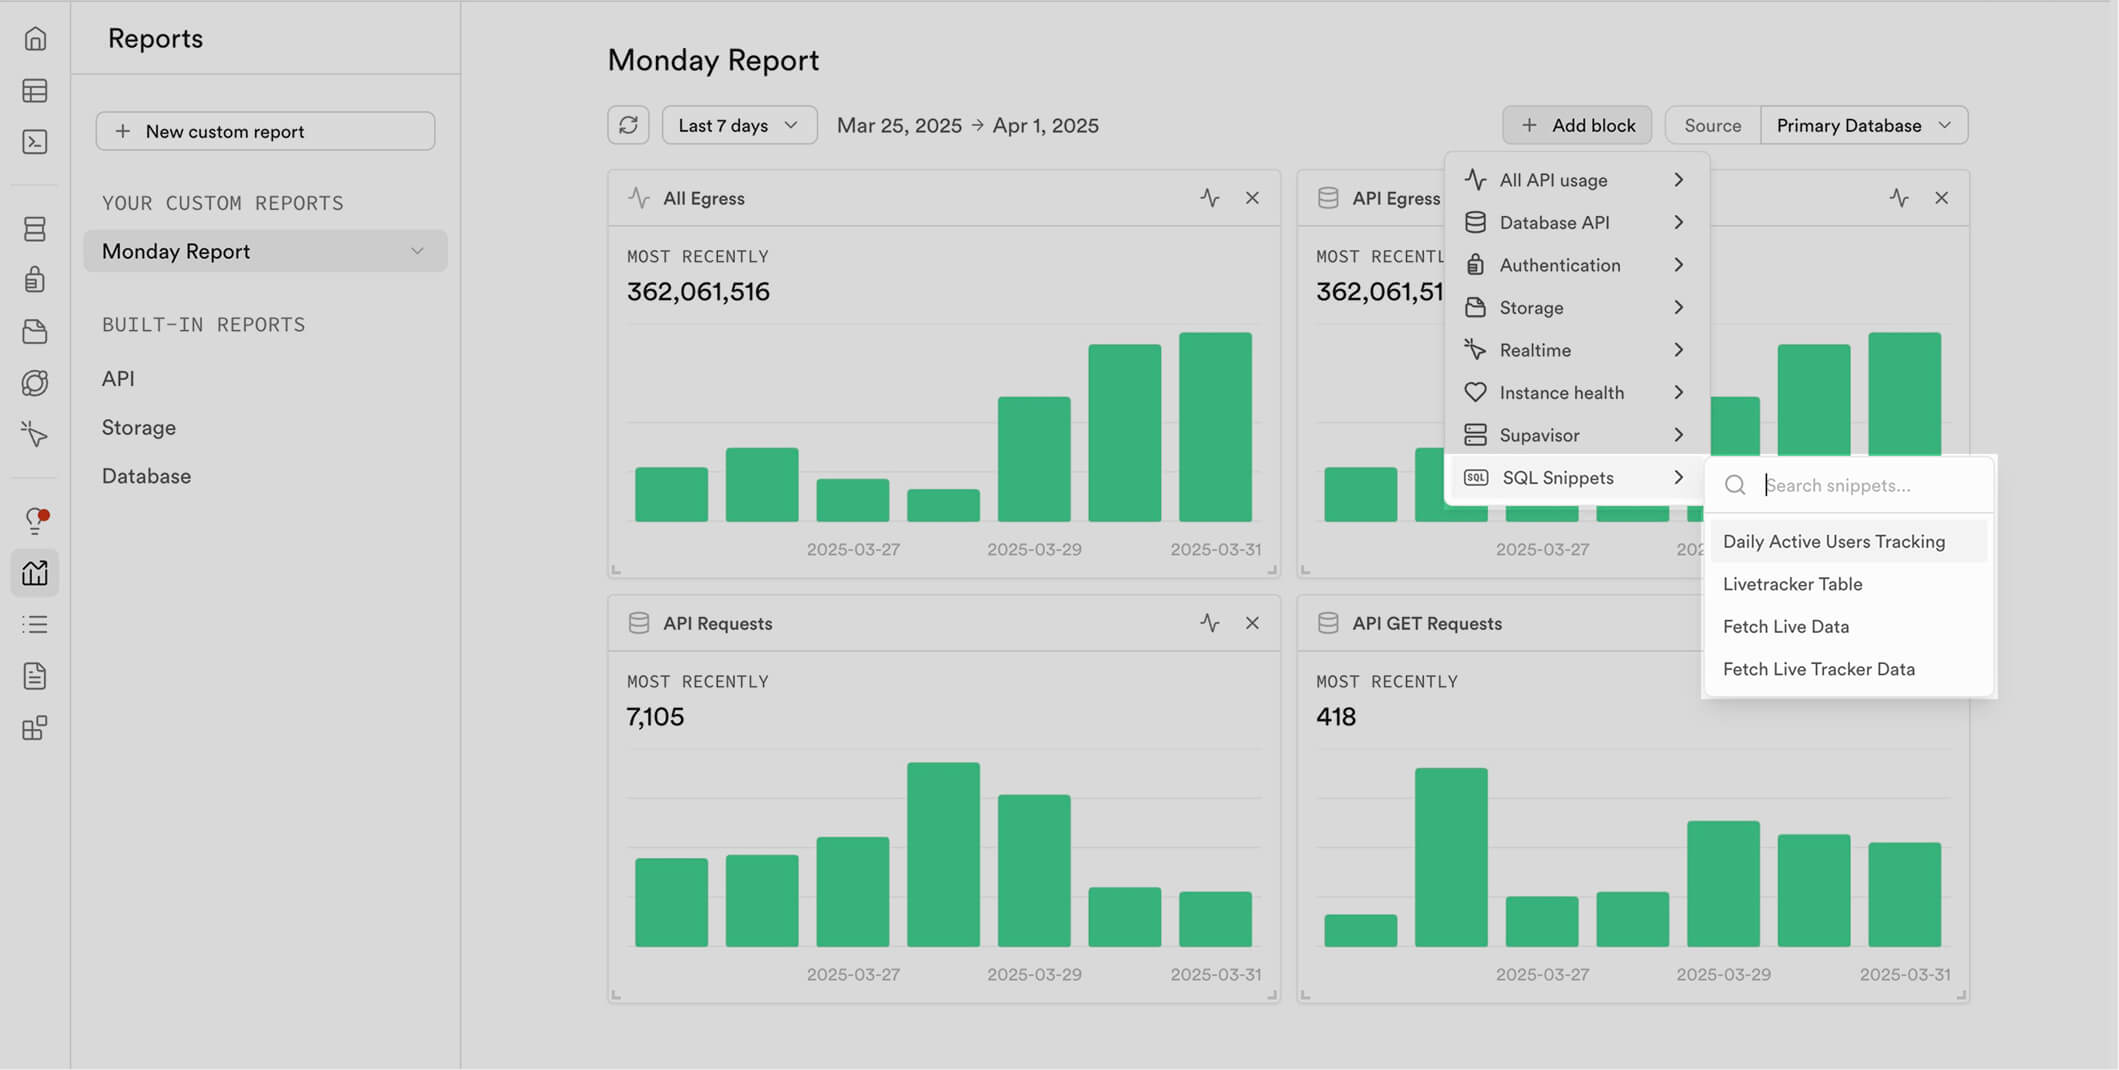 Reports
New custom report
YOUR CUSTOM REPORTS
Monday Report
BUILT-IN REPORTS
API
Storage
Database
Monday Report
Last 7 days
Mar 25, 2025 → Apr 1, 2025
Add block
Source
Primary Database
All API usage
Database API
Authentication
Storage
Realtime
Instance health
Supavisor
SQL SQL Snippets
Search snippets...
Daily Active Users Tracking
Livetracker Table
Fetch Live Data
Fetch Live Tracker Data
All Egress
MOST RECENTLY
362,061,516
2025-03-27 2025-03-29 2025-03-31
API Egress
MOST RECENTL
362,061,51
2025-03-27
API Requests
MOST RECENTLY
7,105
2025-03-27 2025-03-29 2025-03-31
API GET Requests
MOST RECENTLY
418
2025-03-27 2025-03-29 2025-03-31